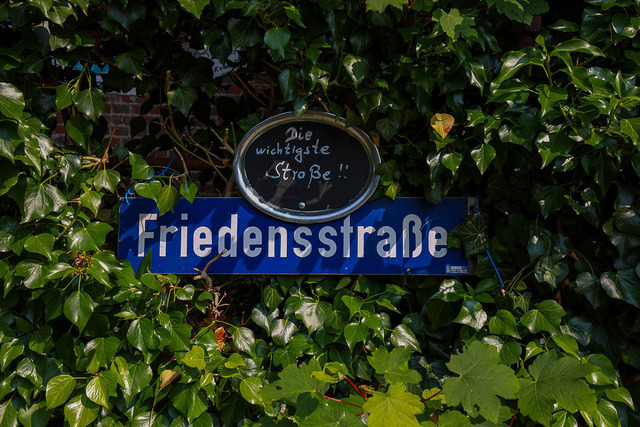 Die
wichtigste
Straße !!
Friedensstraße